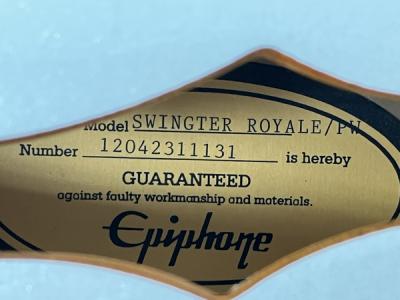 Model SWINGTER ROYALE/PW
Number 12042311131 is hereby
GUARANTEED
against faulty workmanship and materials.
Epiphone